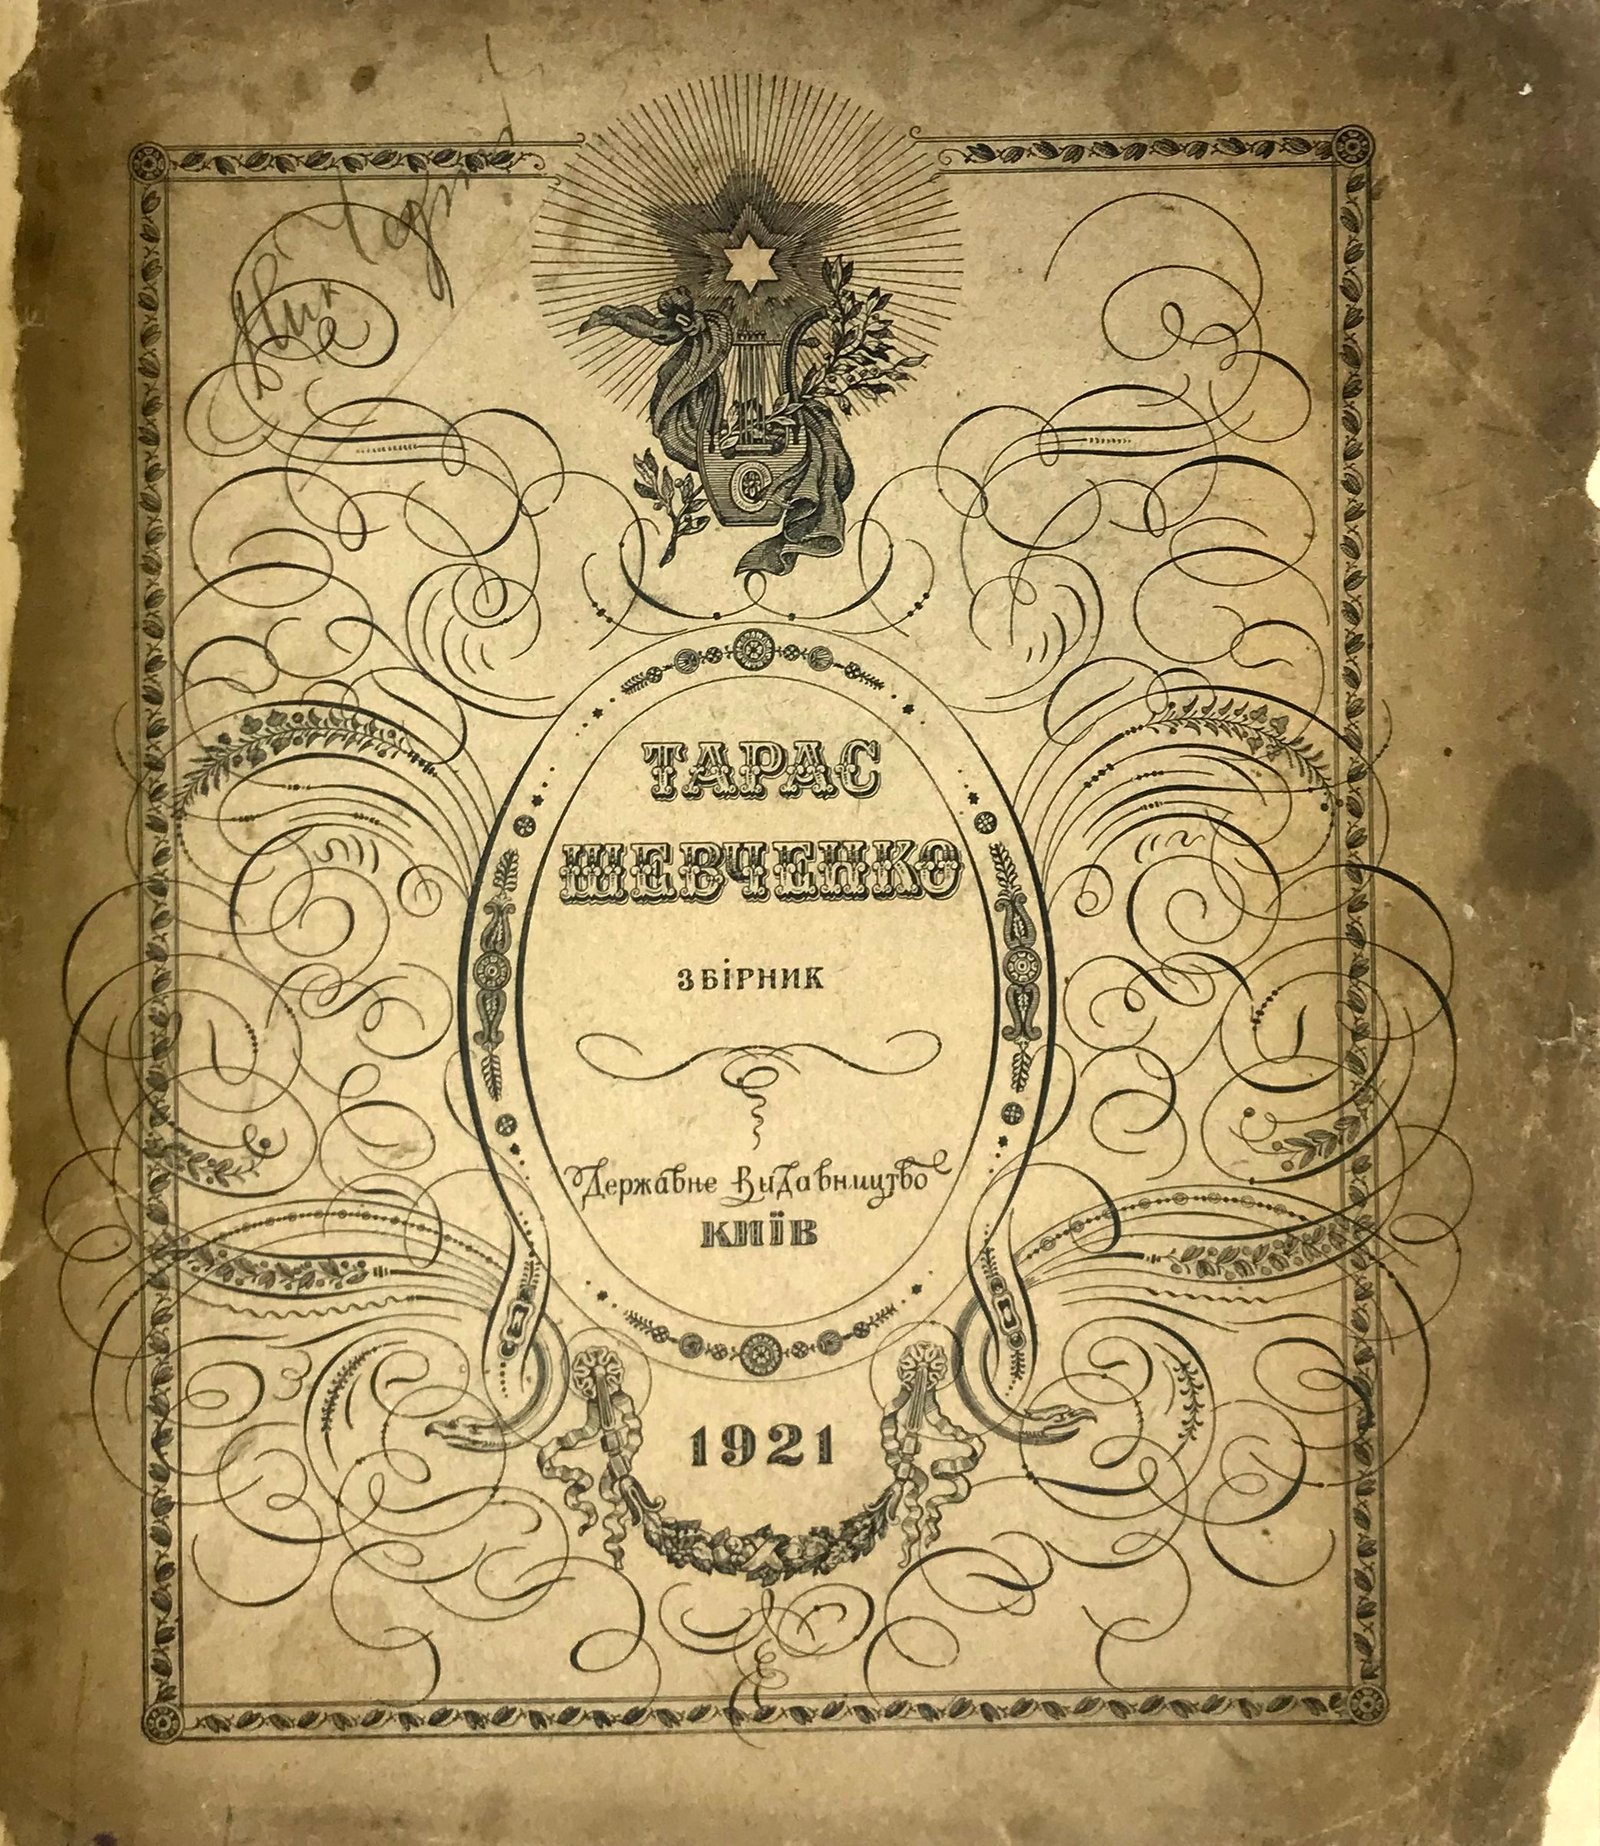 ТАРАС
ШЕВЧЕНКО
ЗБІРНИК
Державне Видавництво
КИЇВ
1921